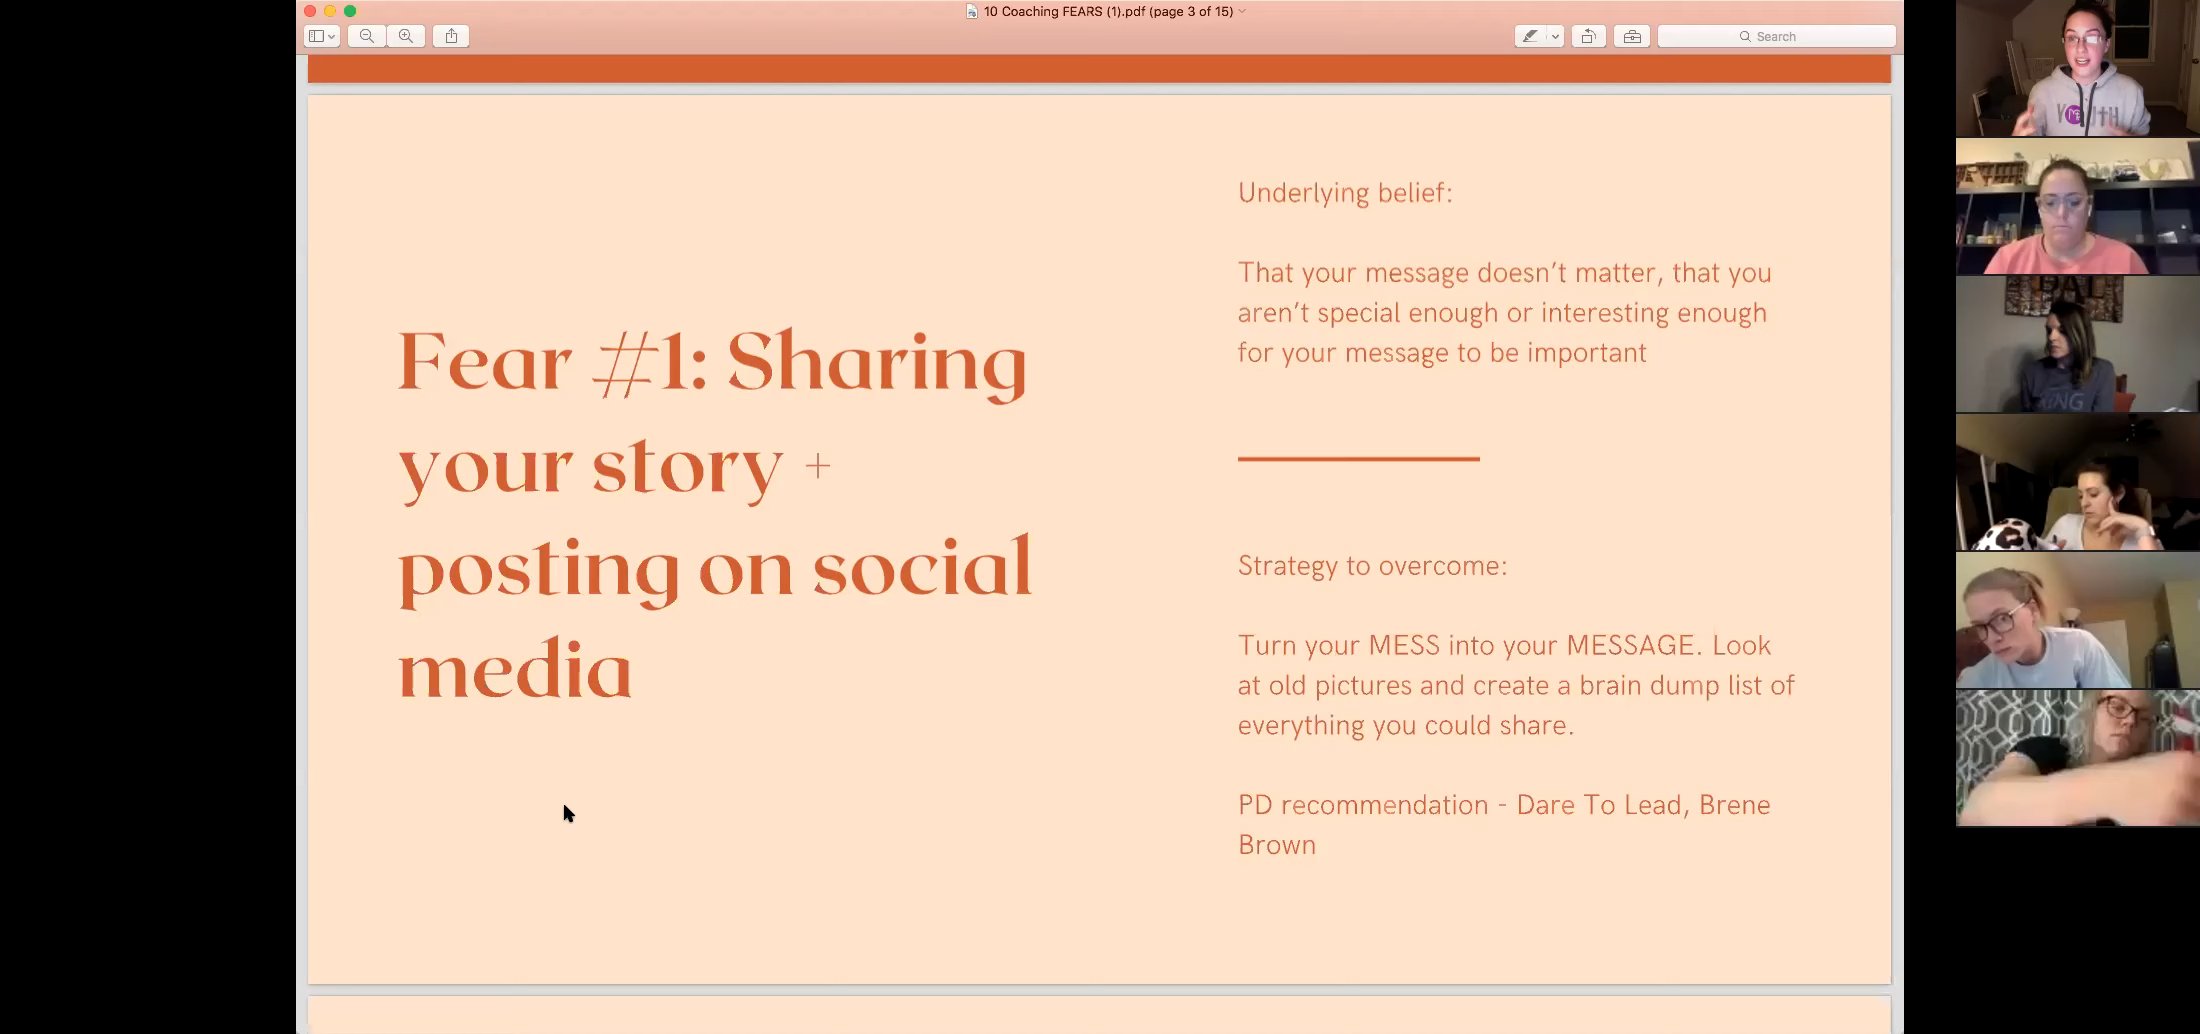 10 Coaching FEARS (1).pdf (page 3 of 15)
Search
Fear #1: Sharing
your story +
posting on social
media
Underlying belief:
That your message doesn’t matter, that you
aren’t special enough or interesting enough
for your message to be important
Strategy to overcome:
Turn your MESS into your MESSAGE. Look
at old pictures and create a brain dump list of
everything you could share.
PD recommendation - Dare To Lead, Brene
Brown
YOUTH